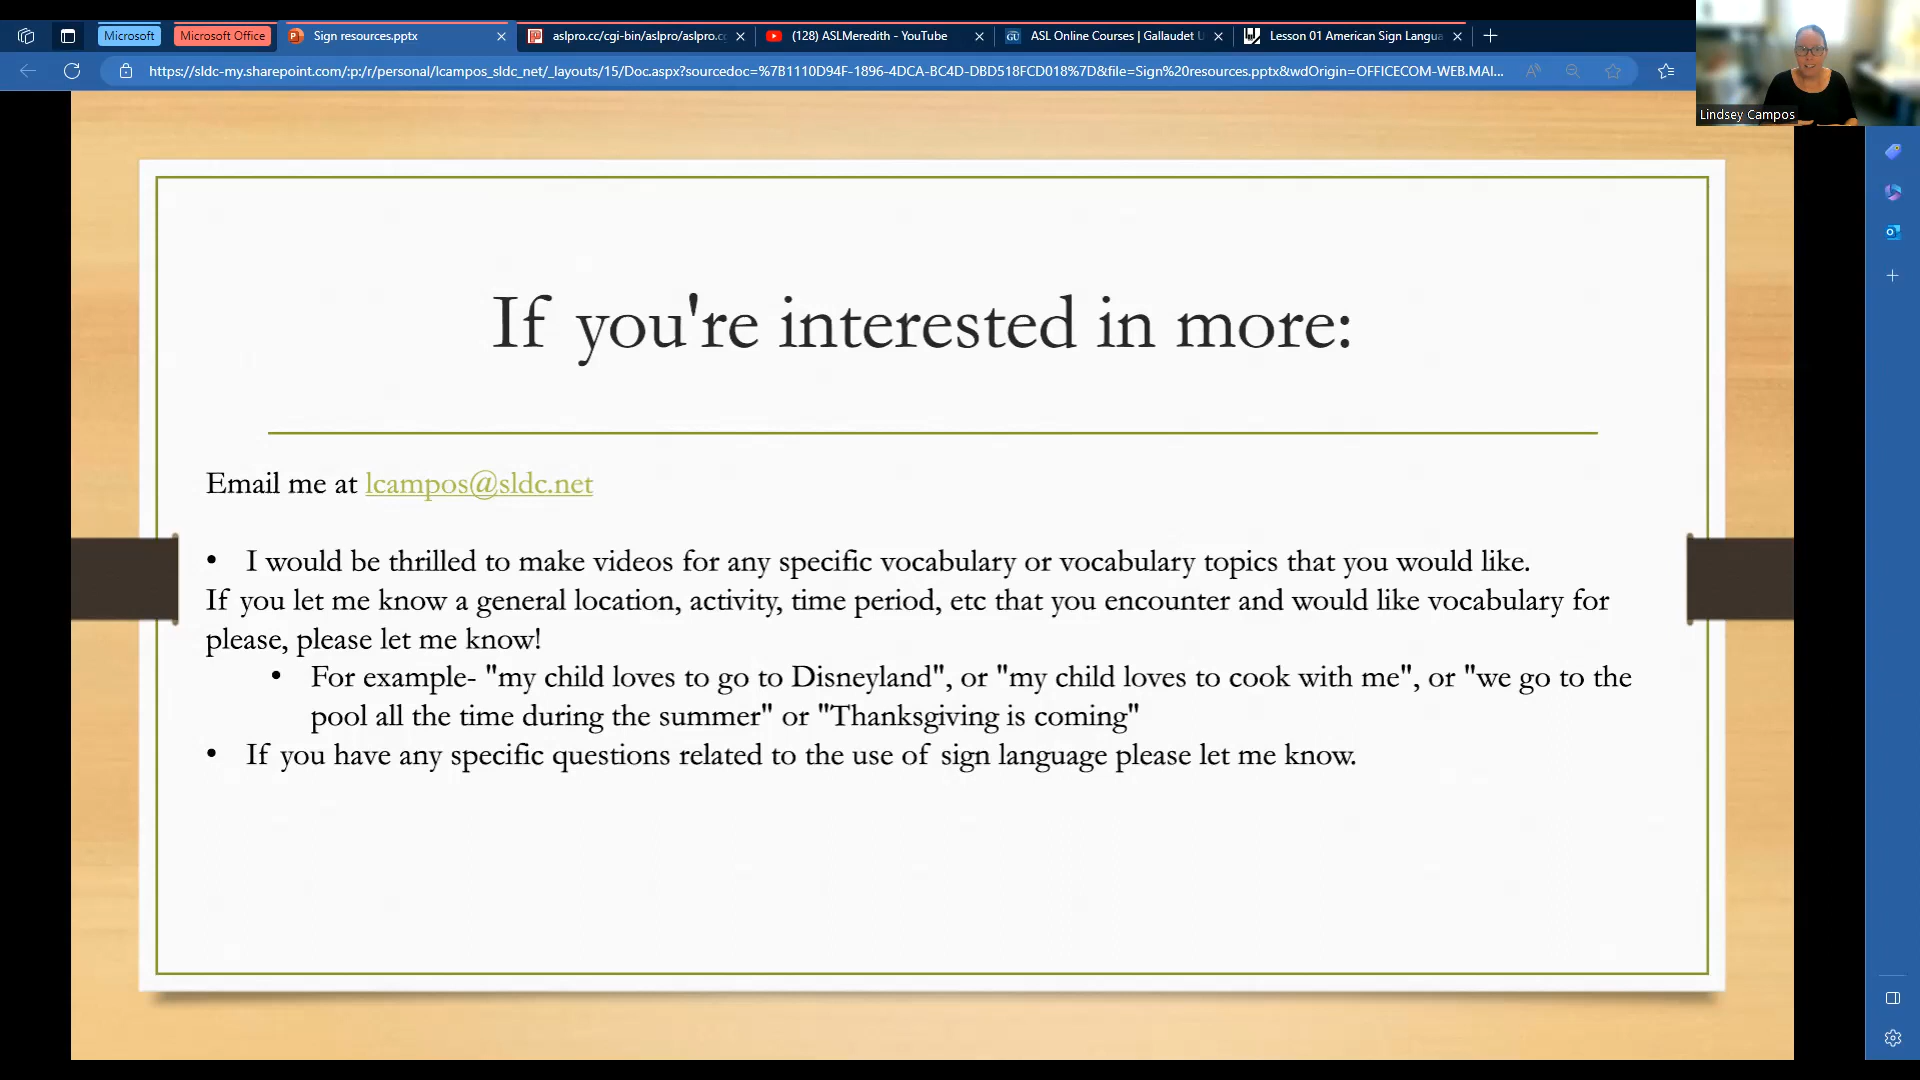 Microsoft
Microsoft Office
Sign resources.pptx
aslpro.cc/cgi-bin/aslpro/aslpro.c
(128) ASLMeredith - YouTube
ASL Online Courses | Gallaudet U
Lesson 01 American Sign Langua
https://sldc-my.sharepoint.com/:p:/r/personal/lcampos_sldc_net/_layouts/15/Doc.aspx?sourcedoc=%7B1110D94F-1896-4DCA-BC4D-DBD518FCD018%7D&file=Sign%20resources.pptx&wdOrigin=OFFICECOM-WEB.MAI...
Lindsey Campos
If you're interested in more:
Email me at lcampos@sldc.net
• I would be thrilled to make videos for any specific vocabulary or vocabulary topics that you would like.
If you let me know a general location, activity, time period, etc that you encounter and would like vocabulary for
please, please let me know!
• For example- "my child loves to go to Disneyland", or "my child loves to cook with me", or "we go to the
pool all the time during the summer" or "Thanksgiving is coming"
• If you have any specific questions related to the use of sign language please let me know.